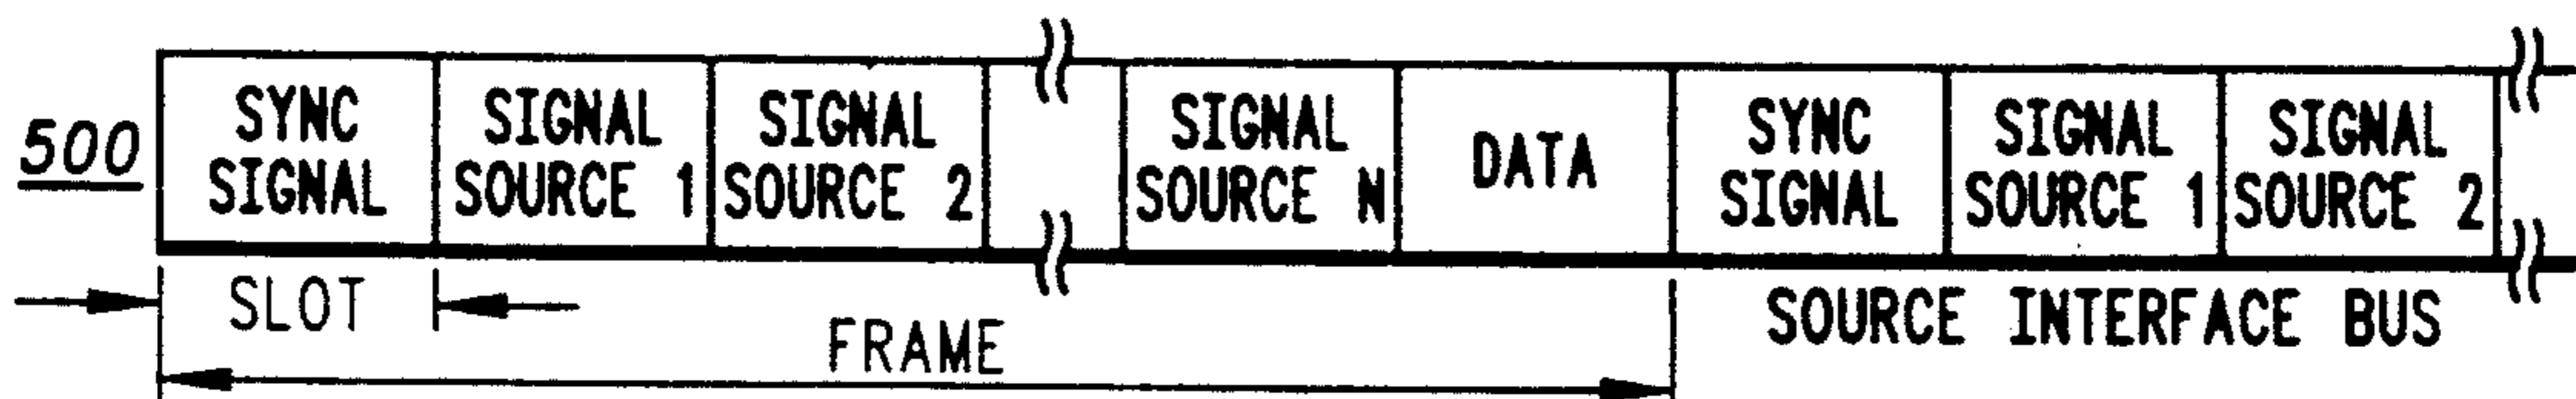 500
SYNC
SIGNAL
SIGNAL
SOURCE 1
SIGNAL
SOURCE 2
SIGNAL
SOURCE N
DATA
SYNC
SIGNAL
SIGNAL
SOURCE 1
SIGNAL
SOURCE 2
SLOT
FRAME
SOURCE INTERFACE BUS